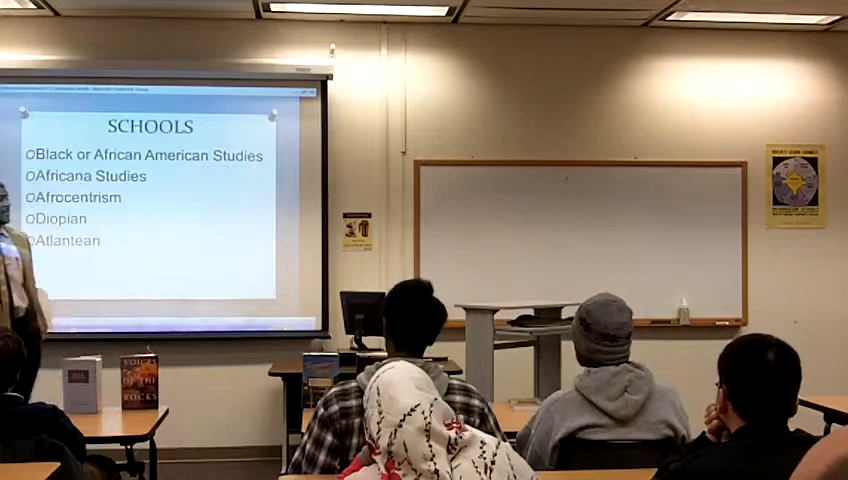 SCHOOLS
Black or African American Studies
Africana Studies
Afrocentrism
Diopian
Atlantean
VOICES
OF THE
ROCKS